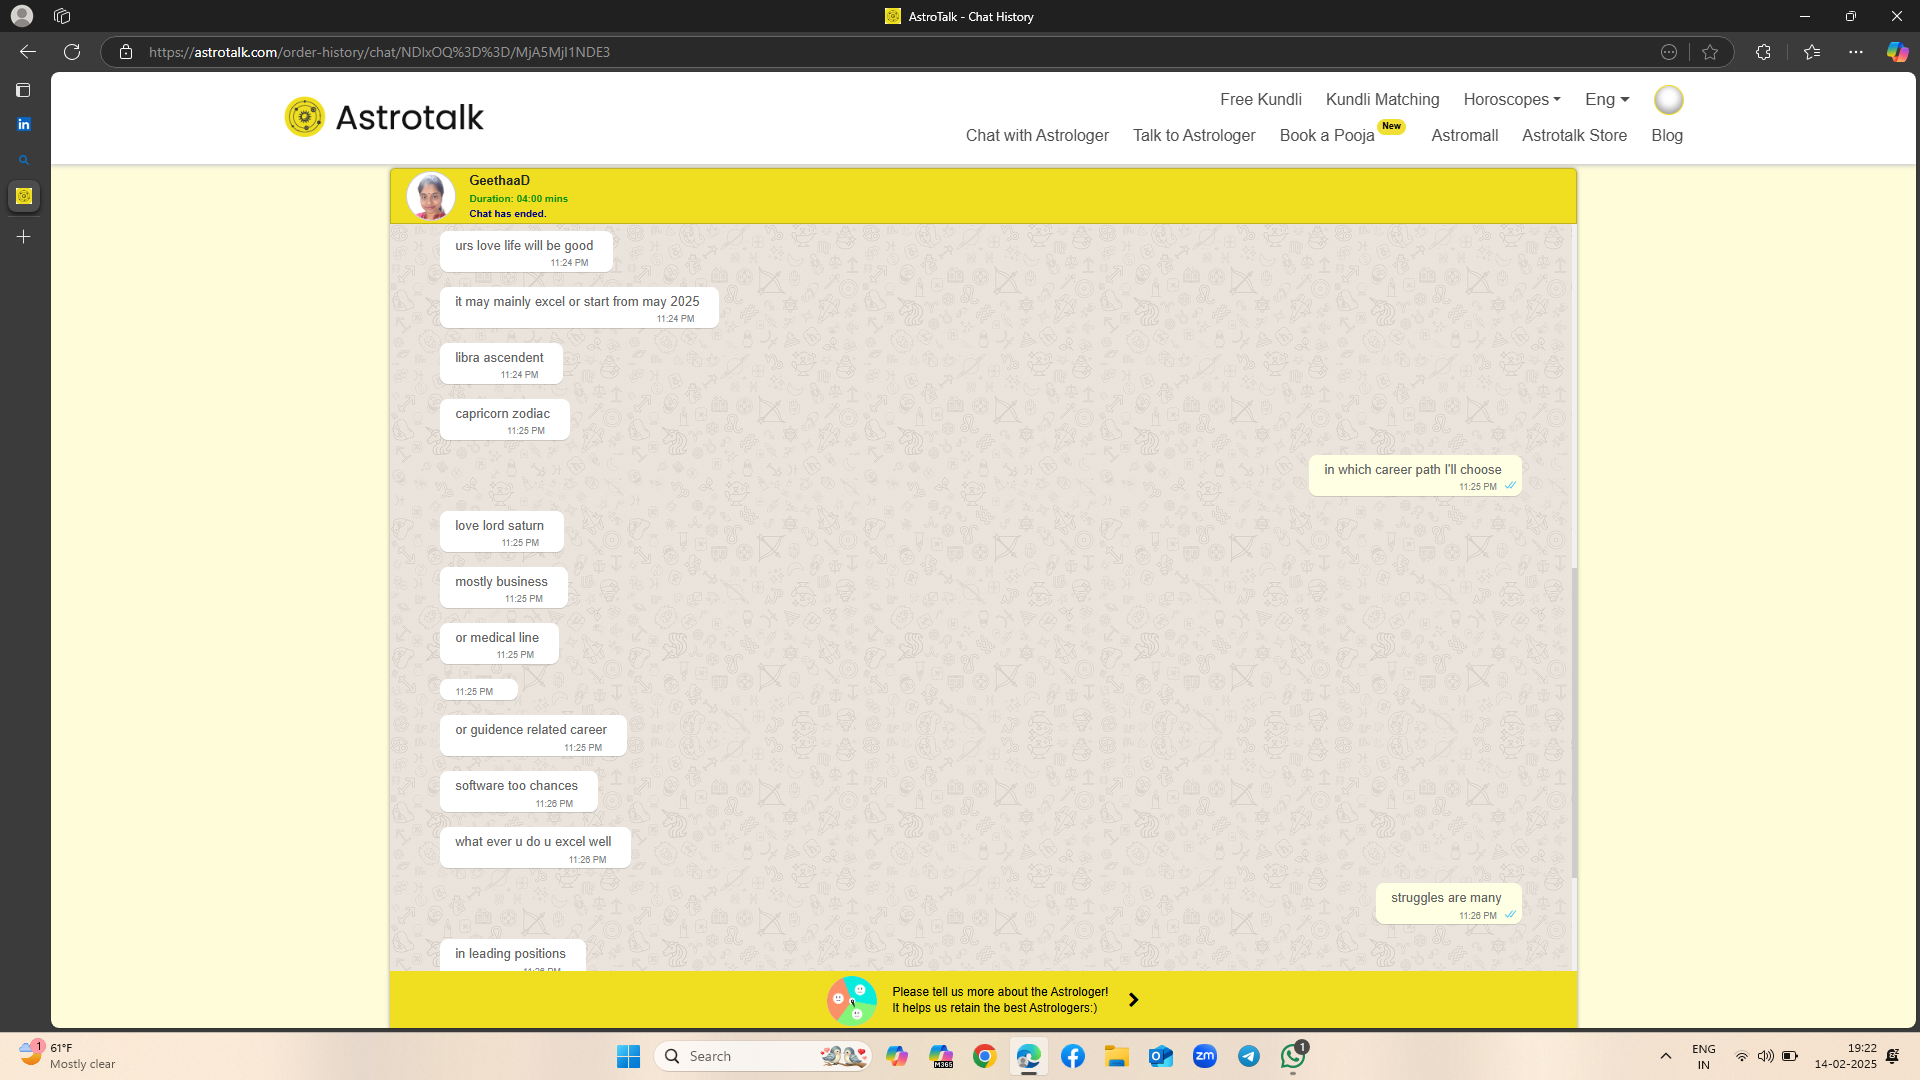 AstroTalk - Chat History
https://astrotalk.com/order-history/chat/NDIxOQ%3D%3D/MjA5MjI1NDE3
Astrotalk
Free Kundli Kundli Matching Horoscopes Eng
Chat with Astrologer Talk to Astrologer Book a Pooja New Astromall Astrotalk Store Blog
GeethaaD
Duration: 04:00 mins
Chat has ended.
urs love life will be good
11:24 PM
it may mainly excel or start from may 2025
11:24 PM
libra ascendent
11:24 PM
capricorn zodiac
11:25 PM
in which career path I'll choose
11:25 PM
love lord saturn
11:25 PM
mostly business
11:25 PM
or medical line
11:25 PM
11:25 PM
or guidence related career
11:25 PM
software too chances
11:26 PM
what ever u do u excel well
11:26 PM
struggles are many
11:26 PM
in leading positions
11:26 PM
Please tell us more about the Astrologer!
It helps us retain the best Astrologers:)
1
61°F
Mostly clear
Search
M365
zm
1
ENG
IN
19:22
14-02-2025